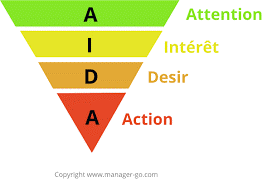 A Attention
I Intérêt
D Desir
A Action
Copyright www.manager-go.com